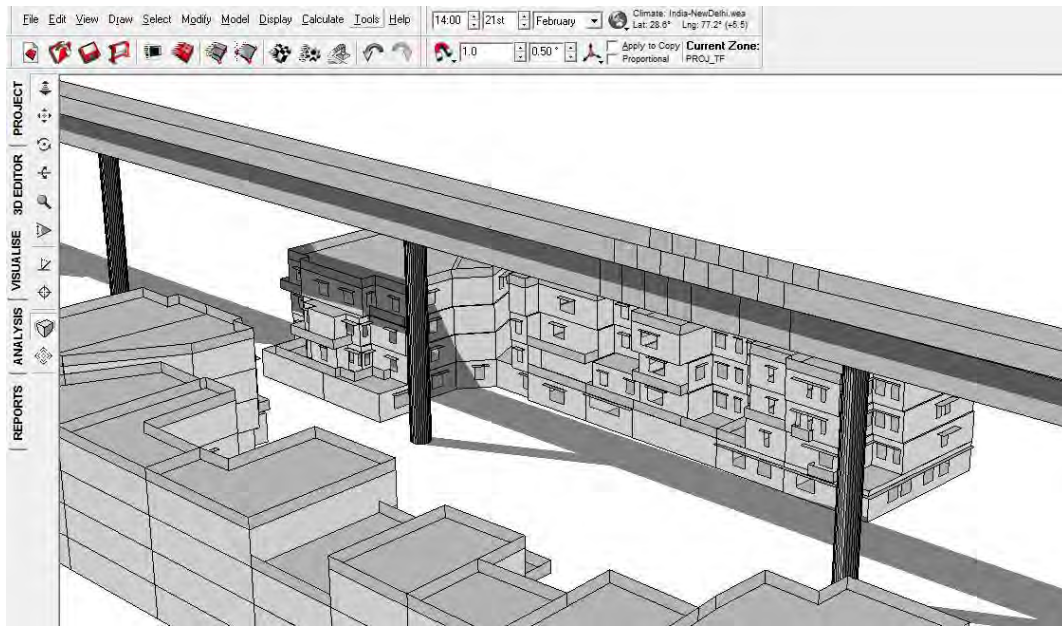 File Edit View Draw Select Modify Model Display Calculate Tools Help
14:00 21st February Climate: India-NewDelhi.wea
Lat: 28.6° Lng: 77.2° (+5.5)
1.0 0.50 ° Apply to Copy Current Zone:
Proportional PROJ_TF
PROJECT
3D EDITOR
VISUALISE
ANALYSIS
REPORTS